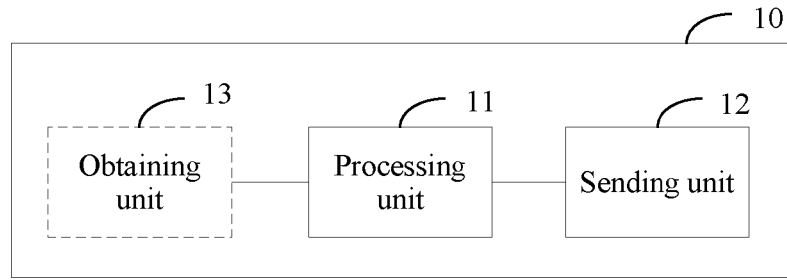 10
13
11
12
Obtaining
unit
Processing
unit
Sending unit